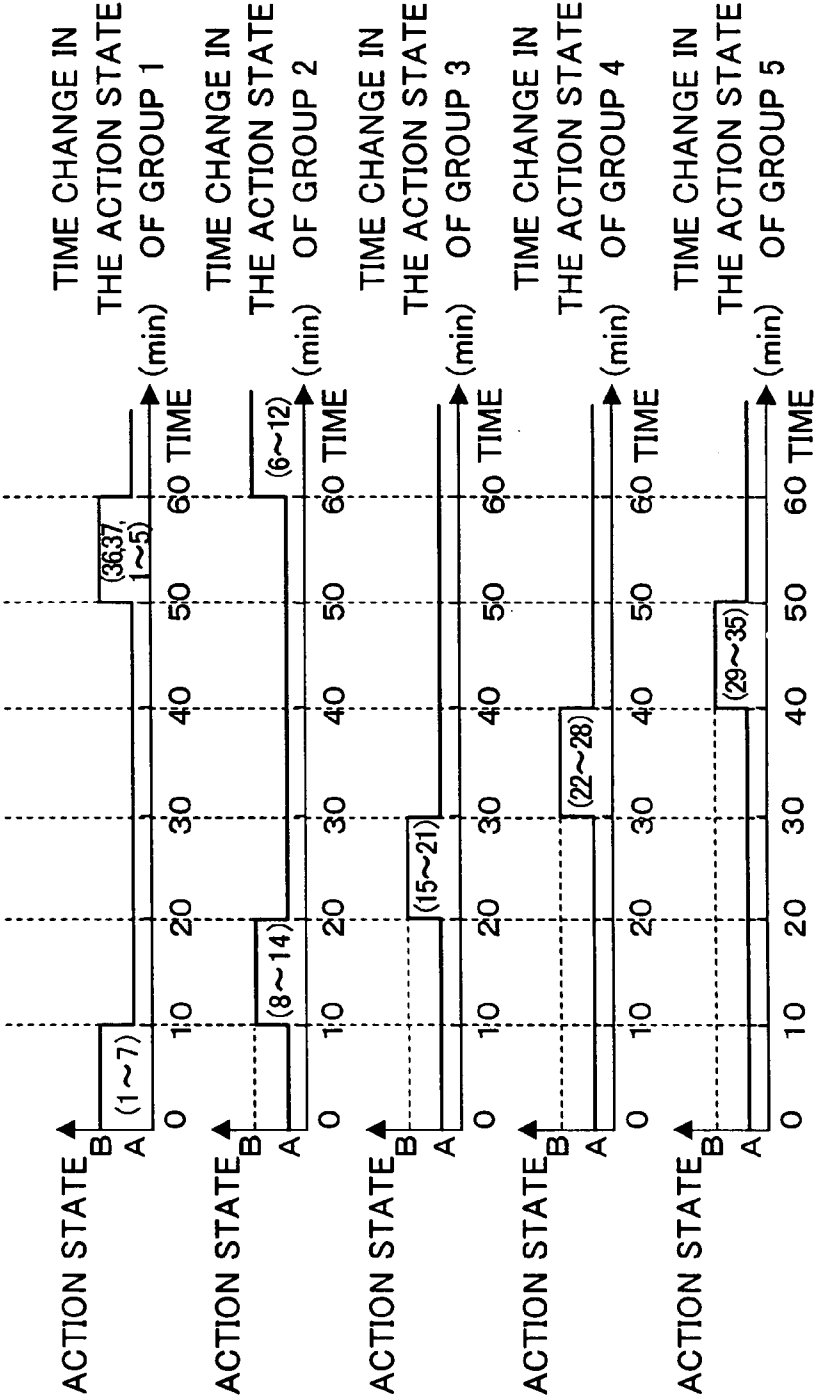 ACTION STATE
B
A
(1~7)
(36,37,
1~5)
0
10
20
30
40
50
60
TIME
(min)
TIME CHANGE IN
THE ACTION STATE
OF GROUP 1
ACTION STATE
B
A
(8~14)
(6~12)
0
10
20
30
40
50
60
TIME
(min)
TIME CHANGE IN
THE ACTION STATE
OF GROUP 2
ACTION STATE
B
A
(15~21)
0
10
20
30
40
50
60
TIME
(min)
TIME CHANGE IN
THE ACTION STATE
OF GROUP 3
ACTION STATE
B
A
(22~28)
0
10
20
30
40
50
60
TIME
(min)
TIME CHANGE IN
THE ACTION STATE
OF GROUP 4
ACTION STATE
B
A
(29~35)
0
10
20
30
40
50
60
TIME
(min)
TIME CHANGE IN
THE ACTION STATE
OF GROUP 5